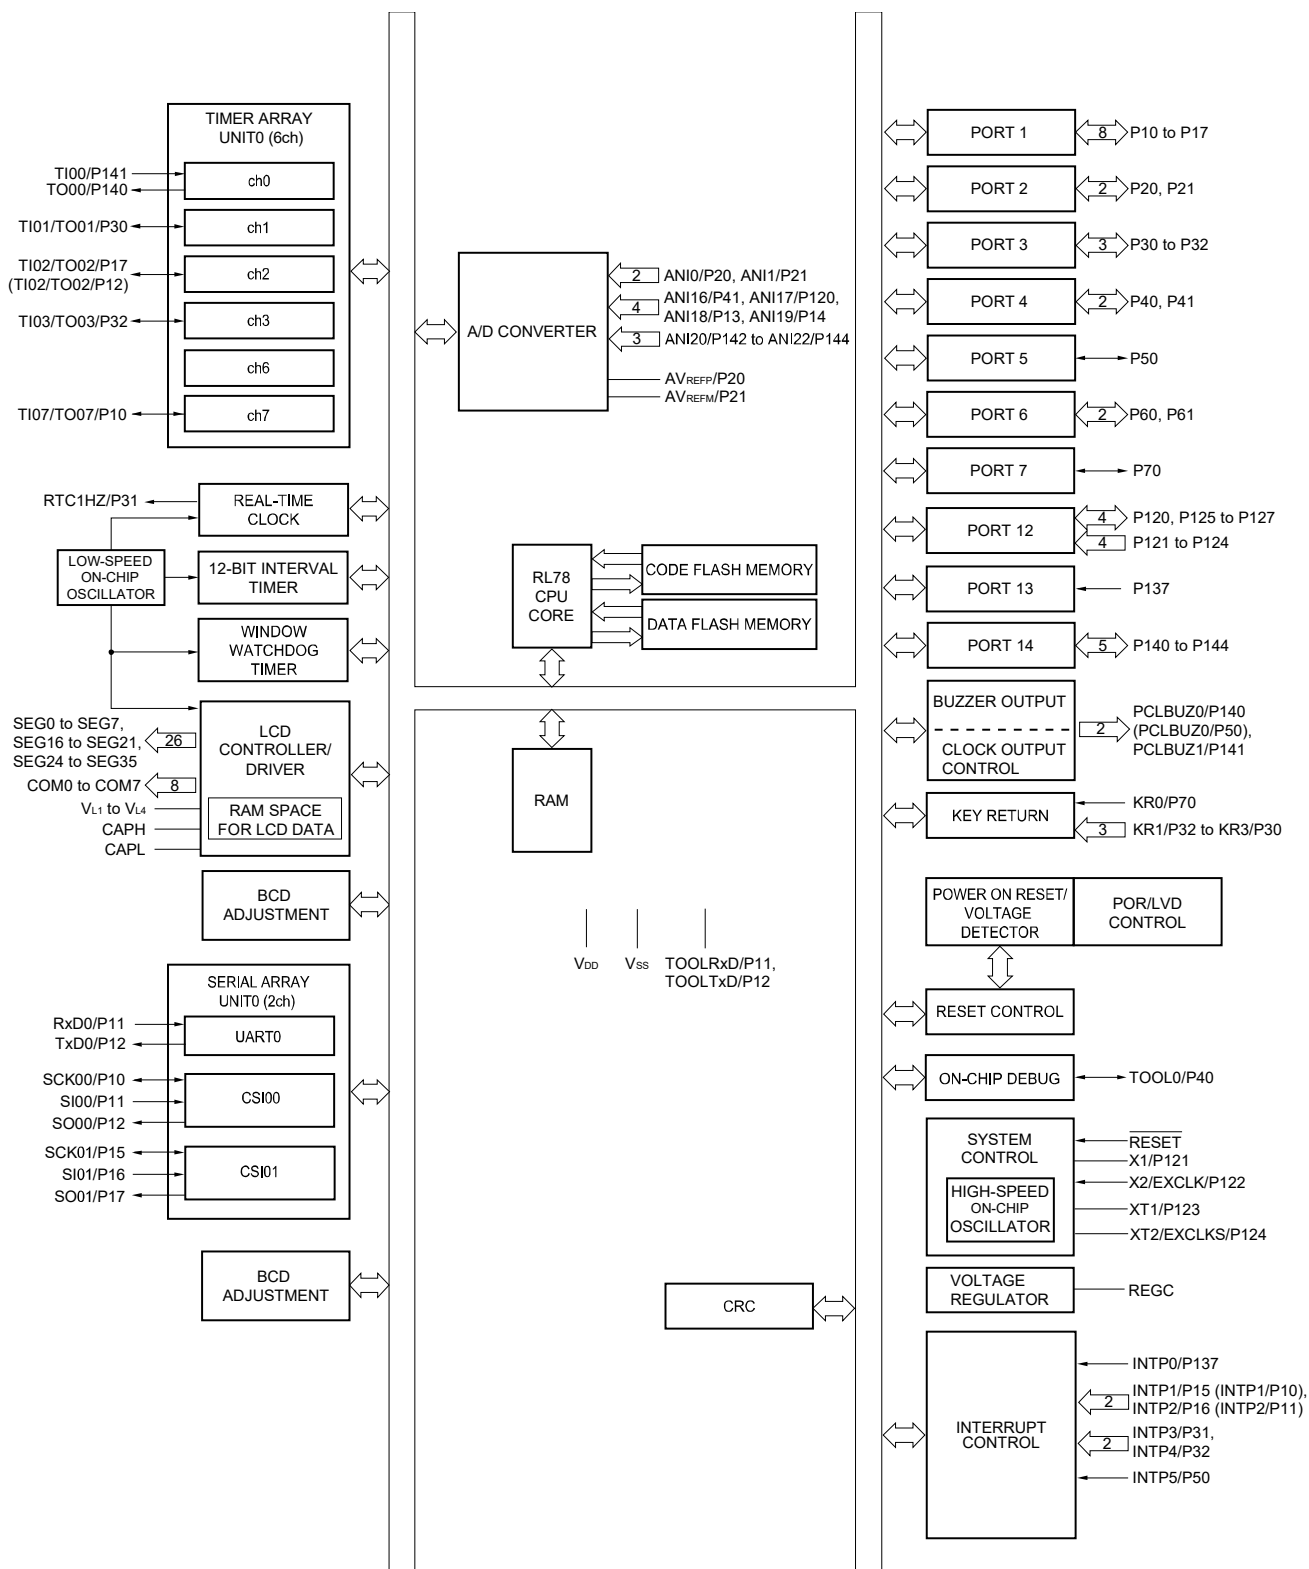 TIMER ARRAY
UNIT0 (6ch)
TI00/P141
TO00/P140
ch0
TI01/TO01/P30
ch1
TI02/TO02/P17
(TI02/TO02/P12)
ch2
TI03/TO03/P32
ch3
ch6
TI07/TO07/P10
ch7
RTC1HZ/P31
REAL-TIME
CLOCK
LOW-SPEED
ON-CHIP
OSCILLATOR
12-BIT INTERVAL
TIMER
WINDOW
WATCHDOG
TIMER
SEG0 to SEG7,
SEG16 to SEG21,
SEG24 to SEG35
26
COM0 to COM7
8
VL1 to VL4
CAPH
CAPL
LCD
CONTROLLER/
DRIVER
RAM SPACE
FOR LCD DATA
BCD
ADJUSTMENT
SERIAL ARRAY
UNIT0 (2ch)
RxD0/P11
TxD0/P12
UART0
SCK00/P10
SI00/P11
SO00/P12
CSI00
SCK01/P15
SI01/P16
SO01/P17
CSI01
BCD
ADJUSTMENT
A/D CONVERTER
2
ANI0/P20, ANI1/P21
4
ANI16/P41, ANI17/P120,
ANI18/P13, ANI19/P14
3
ANI20/P142 to ANI22/P144
AVREFP/P20
AVREFM/P21
RL78
CPU
CORE
CODE FLASH MEMORY
DATA FLASH MEMORY
RAM
VDD
VSS
TOOLRxD/P11,
TOOLTxD/P12
CRC
PORT 1
8
P10 to P17
PORT 2
2
P20, P21
PORT 3
3
P30 to P32
PORT 4
2
P40, P41
PORT 5
P50
PORT 6
2
P60, P61
PORT 7
P70
PORT 12
4
P120, P125 to P127
4
P121 to P124
PORT 13
P137
PORT 14
5
P140 to P144
BUZZER OUTPUT
CLOCK OUTPUT
CONTROL
2
PCLBUZ0/P140
(PCLBUZ0/P50),
PCLBUZ1/P141
KEY RETURN
KR0/P70
3
KR1/P32 to KR3/P30
POWER ON RESET/
VOLTAGE
DETECTOR
POR/LVD
CONTROL
RESET CONTROL
ON-CHIP DEBUG
TOOL0/P40
SYSTEM
CONTROL
HIGH-SPEED
ON-CHIP
OSCILLATOR
RESET
X1/P121
X2/EXCLK/P122
XT1/P123
XT2/EXCLKS/P124
VOLTAGE
REGULATOR
REGC
INTERRUPT
CONTROL
INTP0/P137
2
INTP1/P15 (INTP1/P10),
INTP2/P16 (INTP2/P11)
2
INTP3/P31,
INTP4/P32
INTP5/P50